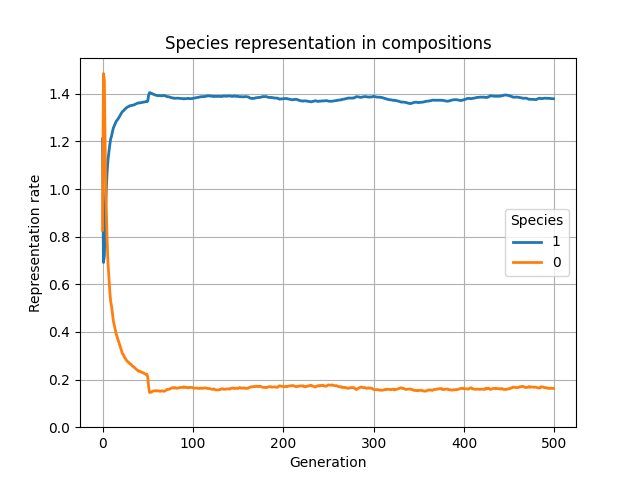 Species representation in compositions
Representation rate
1.4
1.2
1.0
0.8
0.6
0.4
0.2
0.0
Species
1
0
0 100 200 300 400 500
Generation